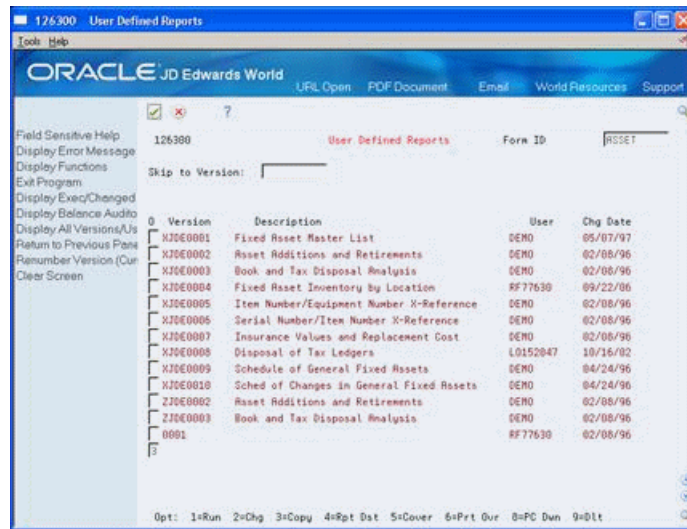 126300 User Defined Reports
Tools Help
ORACLE JD Edwards World
URL Open PDF Document Email World Resources Support
?
Field Sensitive Help
Display Error Message
Display Functions
Exit Program
Display Exec/Changed
Display Balance Audito
Display All Versions/Us
Return to Previous Pane
Renumber Version (Cur
Clear Screen
126300 User Defined Reports Form ID ASSET
Skip to Version:
O Version Description User Chg Date
XJDE0001 Fixed Asset Master List DEMO 05/07/97
XJDE0002 Asset Additions and Retirements DEMO 02/08/96
XJDE0003 Book and Tax Disposal Analysis DEMO 02/08/96
XJDE0004 Fixed Asset Inventory by Location RF77630 09/22/06
XJDE0005 Item Number/Equipment Number X-Reference DEMO 02/08/96
XJDE0006 Serial Number/Item Number X-Reference DEMO 02/08/96
XJDE0007 Insurance Values and Replacement Cost DEMO 02/08/96
XJDE0008 Disposal of Tax Ledgers LO152047 10/16/02
XJDE0009 Schedule of General Fixed Assets DEMO 04/24/96
XJDE0010 Sched of Changes in General Fixed Assets DEMO 04/24/96
ZJDE0002 Asset Additions and Retirements DEMO 02/08/96
ZJDE0003 Book and Tax Disposal Analysis DEMO 02/08/96
0001 RF77630 02/08/96
3
Opt: 1=Run 2=Chg 3=Copy 4=Rpt Dst 5=Cover 6=Prt Ovr 8=PC Dwn 9=Dlt